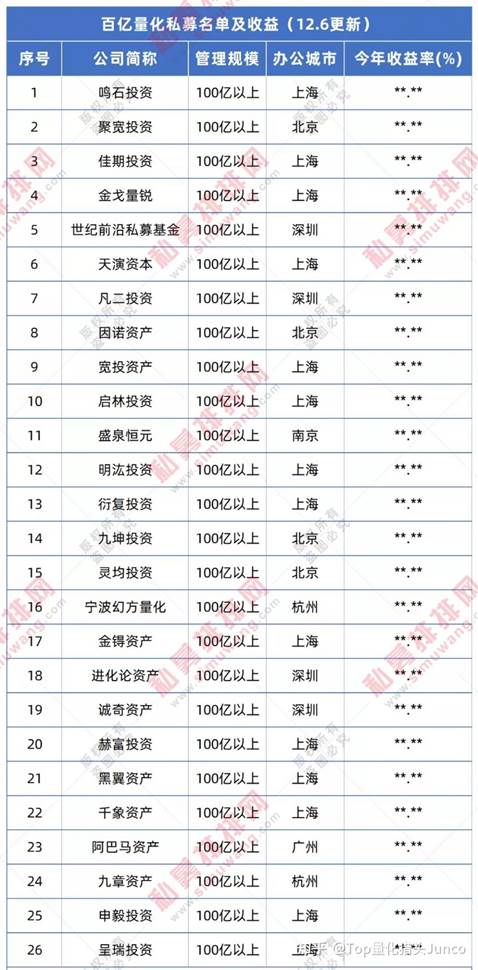 百亿量化私募名单及收益（12.6更新）
序号 公司简称 管理规模 办公城市 今年收益率(%)
1 鸣石投资 100亿以上 上海 **.**
2 聚宽投资 100亿以上 北京 **.**
3 佳期投资 100亿以上 上海 **.**
4 金戈量锐 100亿以上 上海 **.**
5 世纪前沿私募基金 100亿以上 深圳 **.**
6 天演资本 100亿以上 上海 **.**
7 凡二投资 100亿以上 深圳 **.**
8 因诺资产 100亿以上 北京 **.**
9 宽投资产 100亿以上 上海 **.**
10 启林投资 100亿以上 上海 **.**
11 盛泉恒元 100亿以上 南京 **.**
12 明汯投资 100亿以上 上海 **.**
13 衍复投资 100亿以上 上海 **.**
14 九坤投资 100亿以上 北京 **.**
15 灵均投资 100亿以上 北京 **.**
16 宁波幻方量化 100亿以上 杭州 **.**
17 金锝资产 100亿以上 上海 **.**
18 进化论资产 100亿以上 深圳 **.**
19 诚奇资产 100亿以上 深圳 **.**
20 赫富投资 100亿以上 上海 **.**
21 黑翼资产 100亿以上 上海 **.**
22 千象资产 100亿以上 上海 **.**
23 阿巴马资产 100亿以上 广州 **.**
24 九章资产 100亿以上 杭州 **.**
25 申毅投资 100亿以上 上海 **.**
26 呈瑞投资 100亿以上 上海 **.**
知乎 @Top量化猎头Junco
私募排排网
www.simuwang.com
版权所有
盗图必究